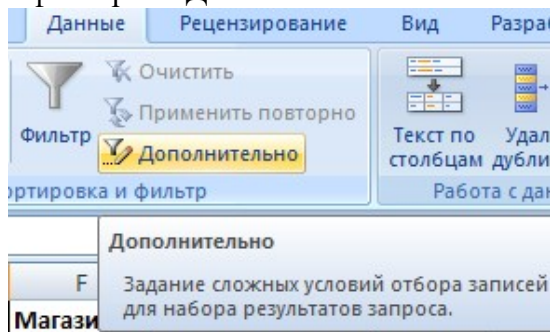 Данные Рецензирование Вид
Очистить
Применить повторно
Фильтр
Дополнительно
Текст по
столбцам
и фильтр
Работа с
Дополнительно
Задание сложных условий отбора записей
для набора результатов запроса.
F